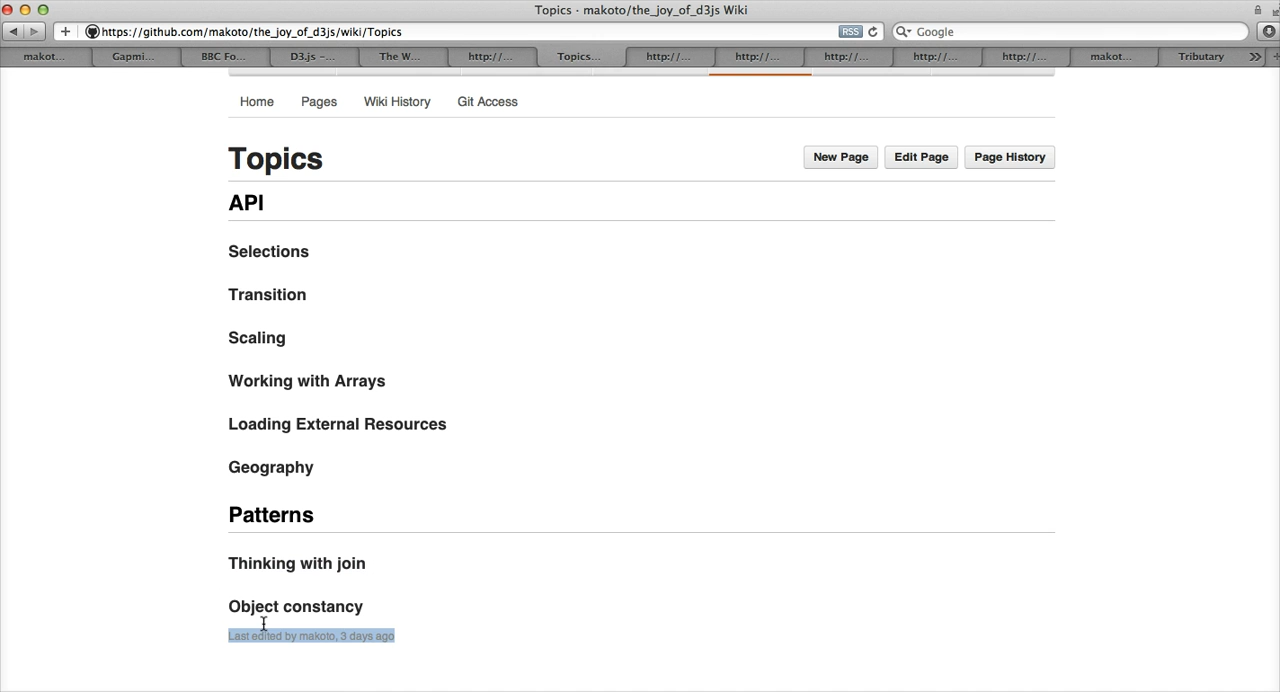 Topics · makoto/the_joy_of_d3js Wiki
https://github.com/makoto/the_joy_of_d3js/wiki/Topics RSS Google
makot... Gapmi... BBC Fo... D3.js -... The W... http://... Topics... http://... http://... http://... http://... http://... makot... Tributary
Home Pages Wiki History Git Access
Topics New Page Edit Page Page History
API
Selections
Transition
Scaling
Working with Arrays
Loading External Resources
Geography
Patterns
Thinking with join
Object constancy
Last edited by makoto, 3 days ago